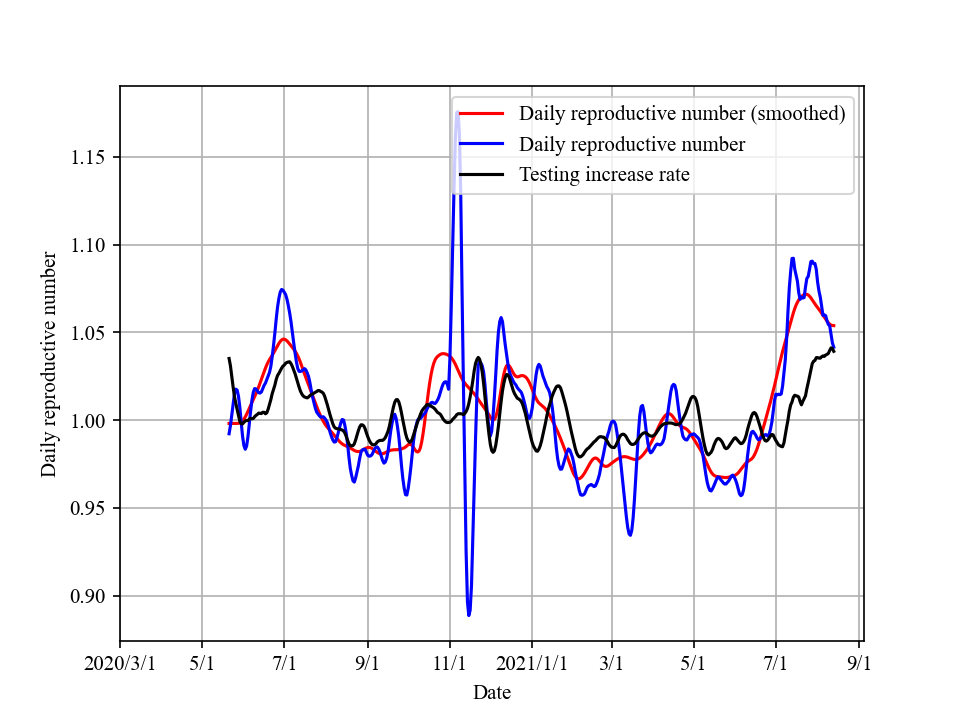 Daily reproductive number (smoothed)
Daily reproductive number
Testing increase rate
Daily reproductive number
1.15
1.10
1.05
1.00
0.95
0.90
2020/3/1 5/1 7/1 9/1 11/1 2021/1/1 3/1 5/1 7/1 9/1
Date